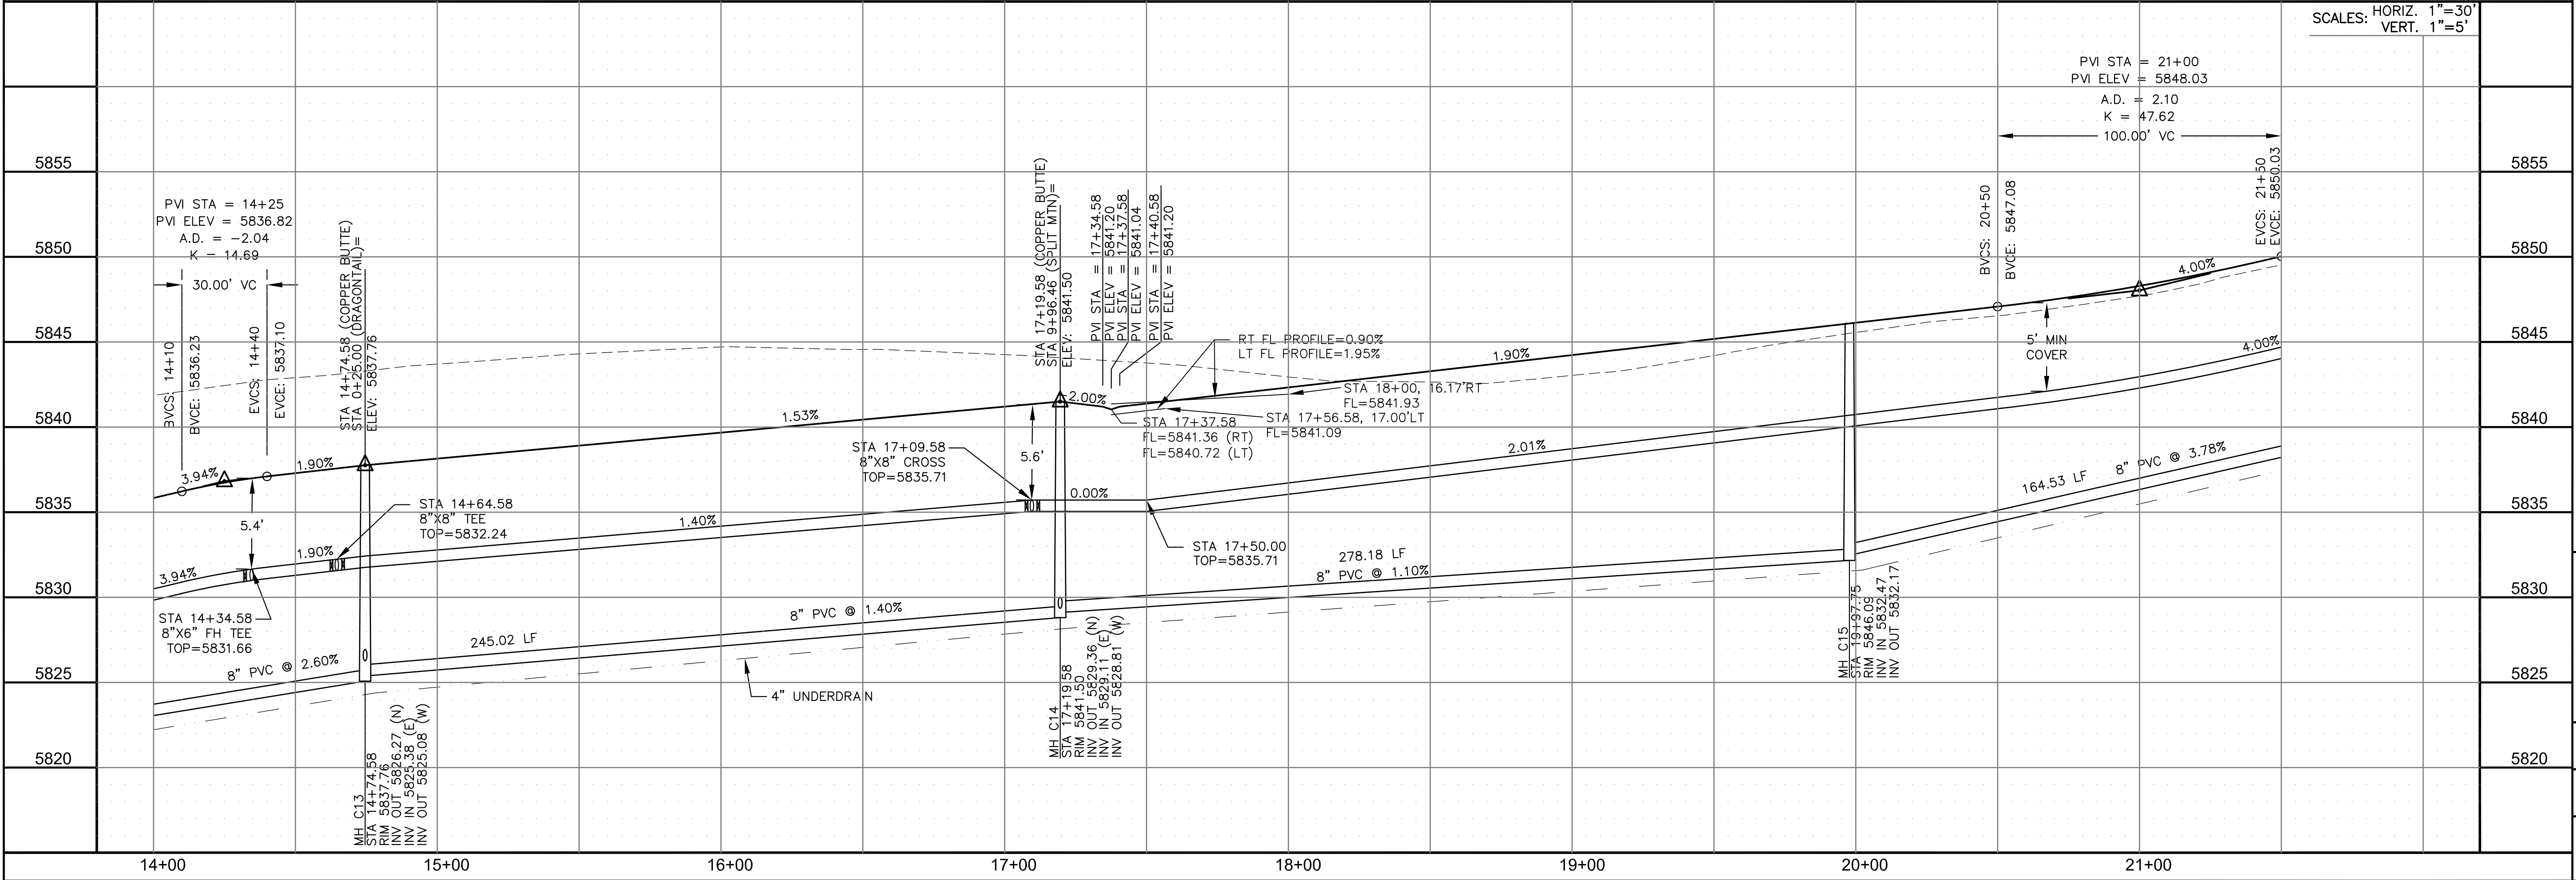 SCALES: HORIZ. 1"=30'
VERT. 1"=5'
PVI STA = 21+00
PVI ELEV = 5848.03
A.D. = 2.10
K = 47.62
100.00' VC
BVCS: 20+50
BVCE: 5847.08
EVCS: 21+50
EVCE: 5850.03
5855
5850
5845
5840
5835
5830
5825
5820
5855
5850
5845
5840
5835
5830
5825
5820
PVI STA = 14+25
PVI ELEV = 5836.82
A.D. = -2.04
K = 14.69
30.00' VC
BVCS: 14+10
BVCE: 5836.23
EVCS: 14+40
EVCE: 5837.10
STA 14+74.58 (COPPER BUTTE)
STA 0+25.00 (DRAGONTAIL)=
ELEV: 5837.76
STA 17+19.58 (COPPER BUTTE)
STA 9+96.46 (SPLIT MTN)=
ELEV: 5841.50
PVI STA = 17+34.58
PVI ELEV = 5841.20
PVI STA = 17+37.58
PVI ELEV = 5841.04
PVI STA = 17+40.58
PVI ELEV = 5841.20
RT FL PROFILE=0.90%
LT FL PROFILE=1.95%
STA 18+00, 16.17'RT
FL=5841.93
STA 17+56.58, 17.00'LT
FL=5841.09
STA 17+37.58
FL=5841.36 (RT)
FL=5840.72 (LT)
3.94%
1.90%
1.53%
2.00%
1.90%
4.00%
5.4'
5.6'
5' MIN
COVER
STA 17+09.58
8"X8" CROSS
TOP=5835.71
STA 14+64.58
8"X8" TEE
TOP=5832.24
STA 14+34.58
8"X6" FH TEE
TOP=5831.66
STA 17+50.00
TOP=5835.71
3.94%
1.90%
1.40%
0.00%
2.01%
4.00%
8" PVC @ 2.60%
245.02 LF
8" PVC @ 1.40%
278.18 LF
8" PVC @ 1.10%
164.53 LF
8" PVC @ 3.78%
4" UNDERDRAIN
MH C13
STA 14+74.58
RIM 5837.76
INV OUT 5826.27 (N)
INV IN 5825.38 (E)
INV OUT 5825.08 (W)
MH C14
STA 17+19.58
RIM 5841.50
INV OUT 5829.36 (N)
INV IN 5829.11 (E)
INV OUT 5828.81 (W)
MH C15
STA 19+97.75
RIM 5846.09
INV IN 5832.47
INV OUT 5832.17
14+00
15+00
16+00
17+00
18+00
19+00
20+00
21+00